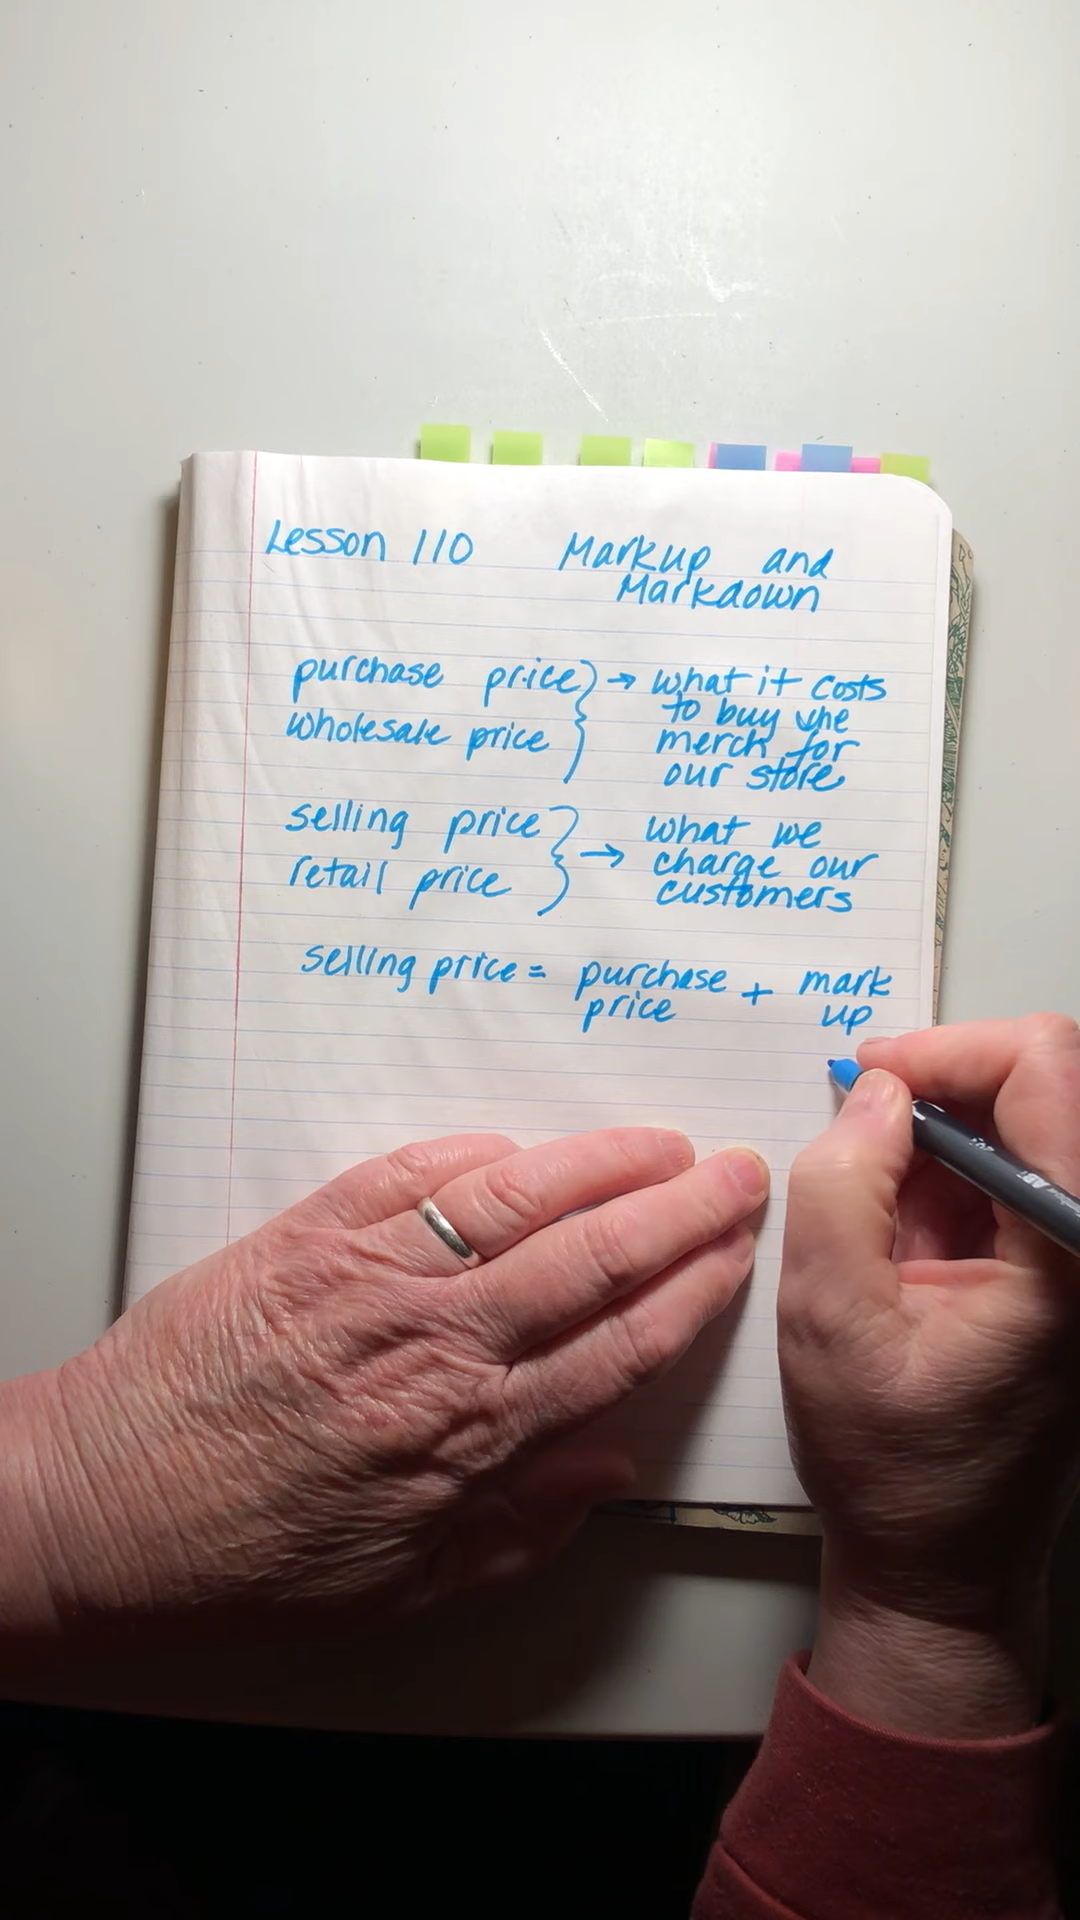 Lesson 110 Markup and
Markdown
purchase price } → what it costs
to buy the
wholesale price merch for
our store
selling price } → what we
charge our
retail price customers
selling price = purchase + mark
price up
ABT